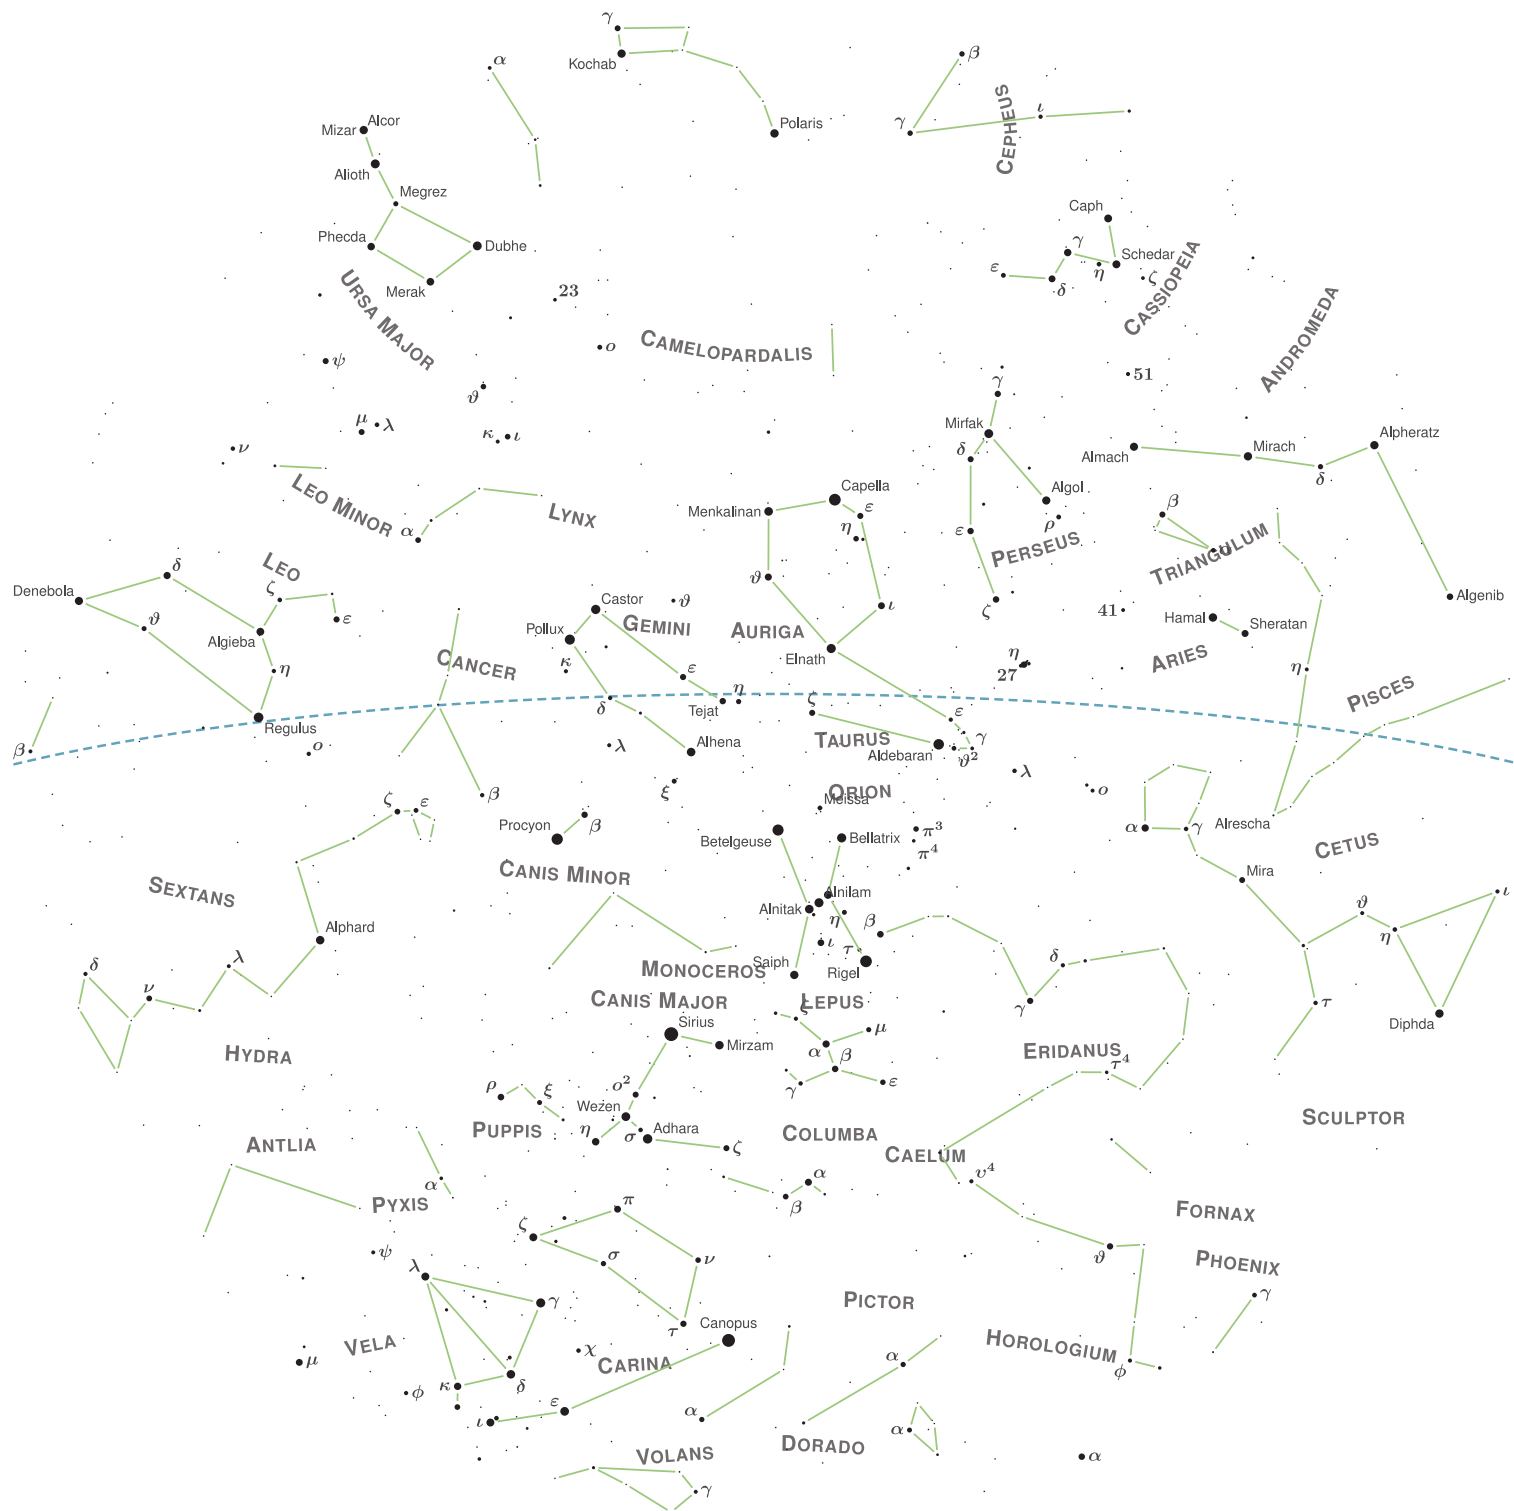 γ
Kochab
α
β
CEPHEUS
ι
γ
Polaris
Alcor
Mizar
Alioth
Megrez
Phecda
Dubhe
Merak
URSA MAJOR
Caph
γ
Schedar
ε
δ
η
ζ
CASSIOPEIA
ANDROMEDA
23
ο
CAMELOPARDALIS
ψ
ϑ
51
γ
μ
λ
κ
ι
ν
Mirfak
δ
Almach
Mirach
δ
Alpheratz
LEO MINOR
α
LYNX
Capella
Menkalinan
ε
η
Algol
ρ
ε
PERSEUS
β
α
TRIANGULUM
LEO
δ
Denebola
ζ
ϑ
ε
Algieba
η
Castor
ϑ
Pollux
GEMINI
AURIGA
ϑ
ι
Elnath
ζ
41
Hamal
Sheratan
Algenib
ARIES
CANCER
κ
ε
η
Tejat
δ
η
27
η
PISCES
β
Regulus
ο
λ
Alhena
ζ
TAURUS
Aldebaran
ε
γ
ϑ²
λ
ξ
ORION
Meissa
ο
ζ
ε
β
Procyon
β
Betelgeuse
Bellatrix
π³
π⁴
α
γ
Alrescha
CETUS
SEXTANS
CANIS MINOR
Mira
Alnilam
Alnitak
η
β
ϑ
η
ι
Alphard
ι
τ
δ
λ
δ
ν
MONOCEROS
Saiph
Rigel
CANIS MAJOR
LEPUS
ξ
γ
τ
Diphda
Sirius
Mirzam
μ
α
β
HYDRA
ERIDANUS
τ⁴
ρ
ξ
ο²
γ
ε
Wezen
η
σ
Adhara
ζ
PUPPIS
COLUMBA
SCULPTOR
ANTLIA
CAELUM
α
α
β
υ⁴
PYXIS
π
ζ
FORNAX
ψ
λ
σ
ν
ϑ
PHOENIX
γ
γ
τ
PICTOR
Canopus
VELA
μ
χ
CARINA
HOROLOGIUM
φ
α
κ
φ
δ
ε
ι
α
α
DORADO
VOLANS
α
γ